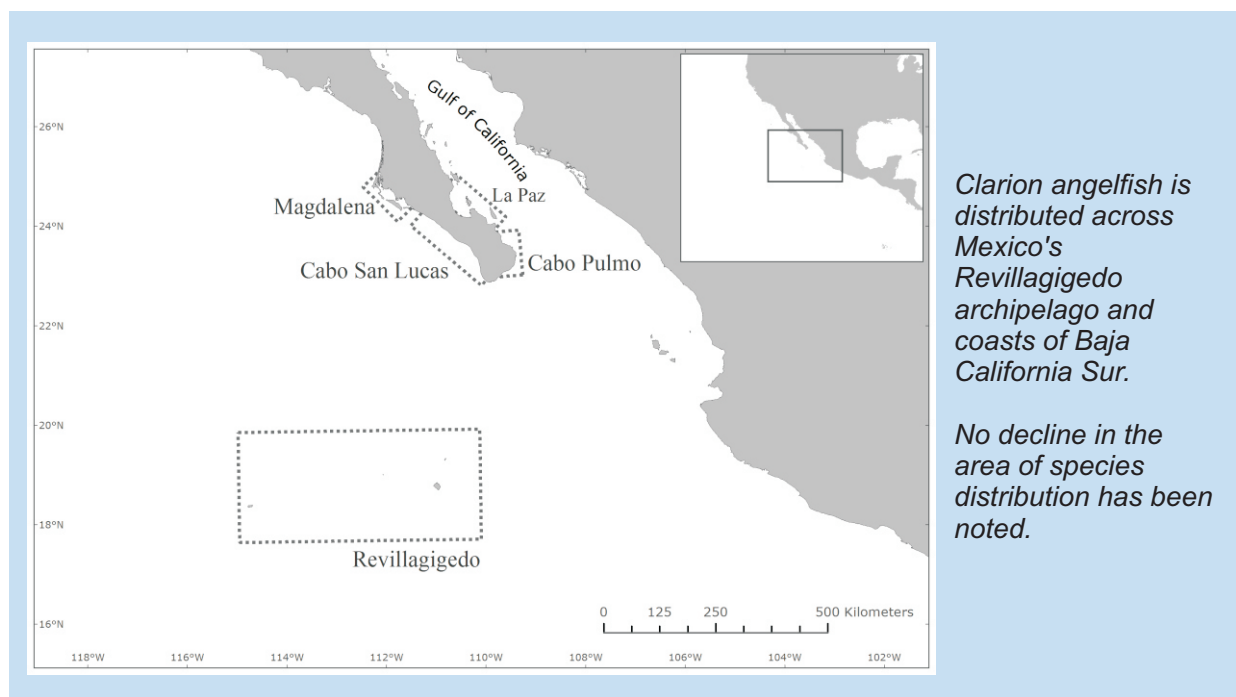 Gulf of California
26°N
La Paz
Magdalena
24°N
Cabo San Lucas
Cabo Pulmo
22°N
20°N
18°N
Revillagigedo
0 125 250 500 Kilometers
16°N
118°W 116°W 114°W 112°W 110°W 108°W 106°W 104°W 102°W
Clarion angelfish is
distributed across
Mexico's
Revillagigedo
archipelago and
coasts of Baja
California Sur.
No decline in the
area of species
distribution has been
noted.